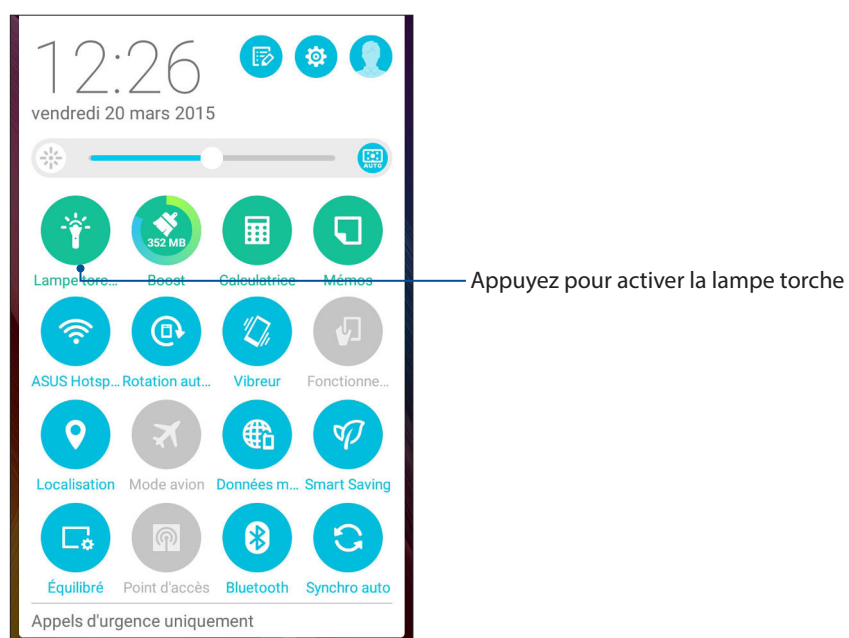 12:26
vendredi 20 mars 2015
AUTO
352 MB
Lampe torc... Boost Calculatrice Mémos
Appuyez pour activer la lampe torche
ASUS Hotsp... Rotation aut... Vibreur Fonctionne...
Localisation Mode avion Données m... Smart Saving
Équilibré Point d'accès Bluetooth Synchro auto
Appels d'urgence uniquement